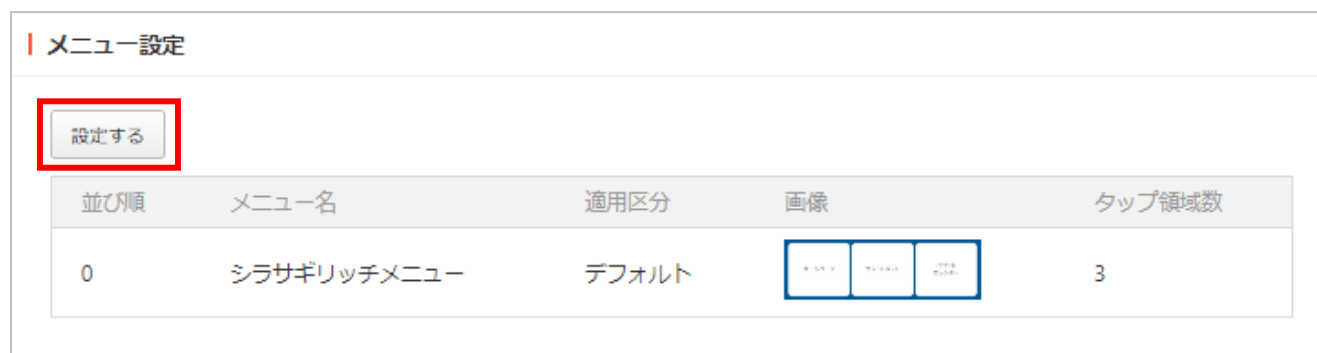 メニュー設定
設定する
並び順 メニュー名 適用区分 画像 タップ領域数
0 シラサギリッチメニュー デフォルト 3